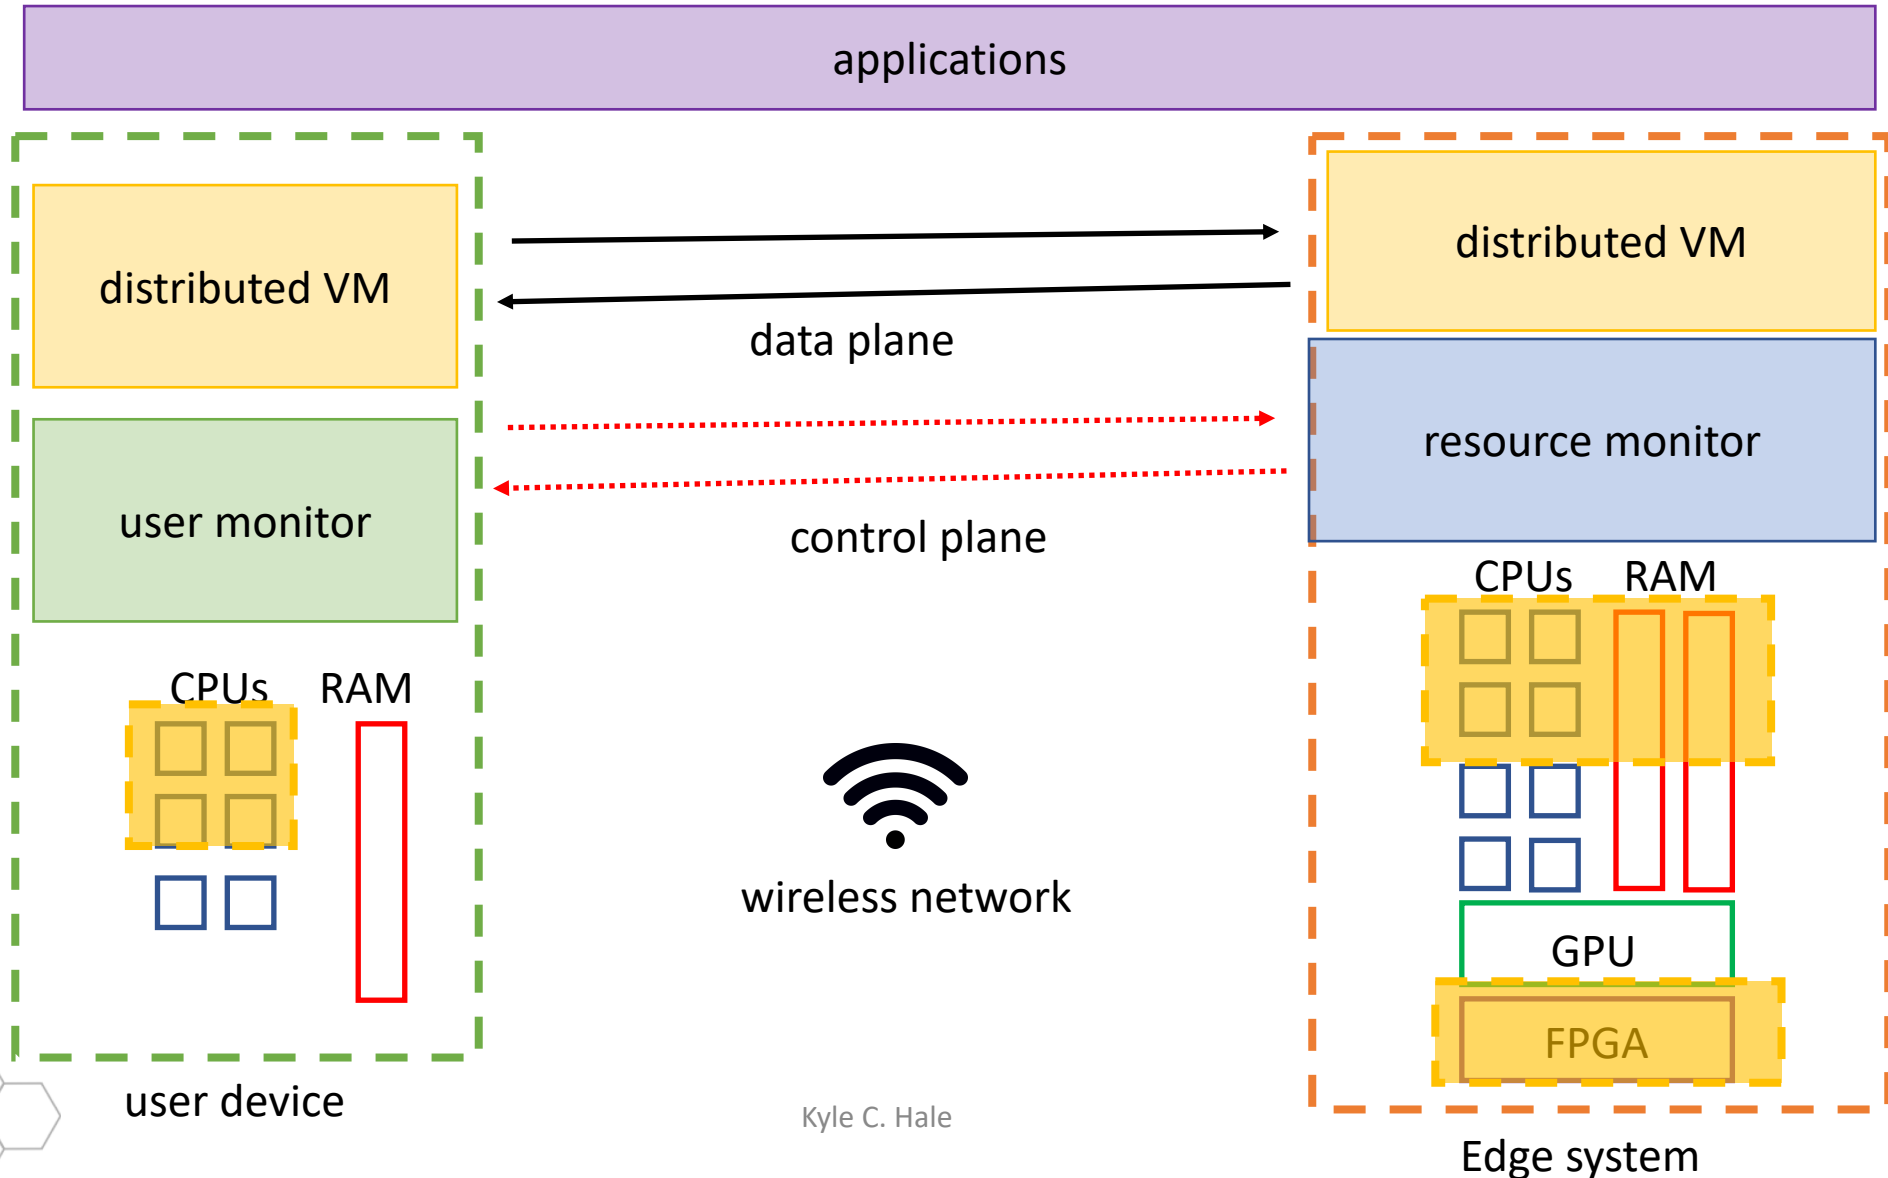 applications
distributed VM
distributed VM
data plane
resource monitor
user monitor
control plane
CPUs RAM
CPUs RAM
wireless network
GPU
FPGA
user device
Kyle C. Hale
Edge system